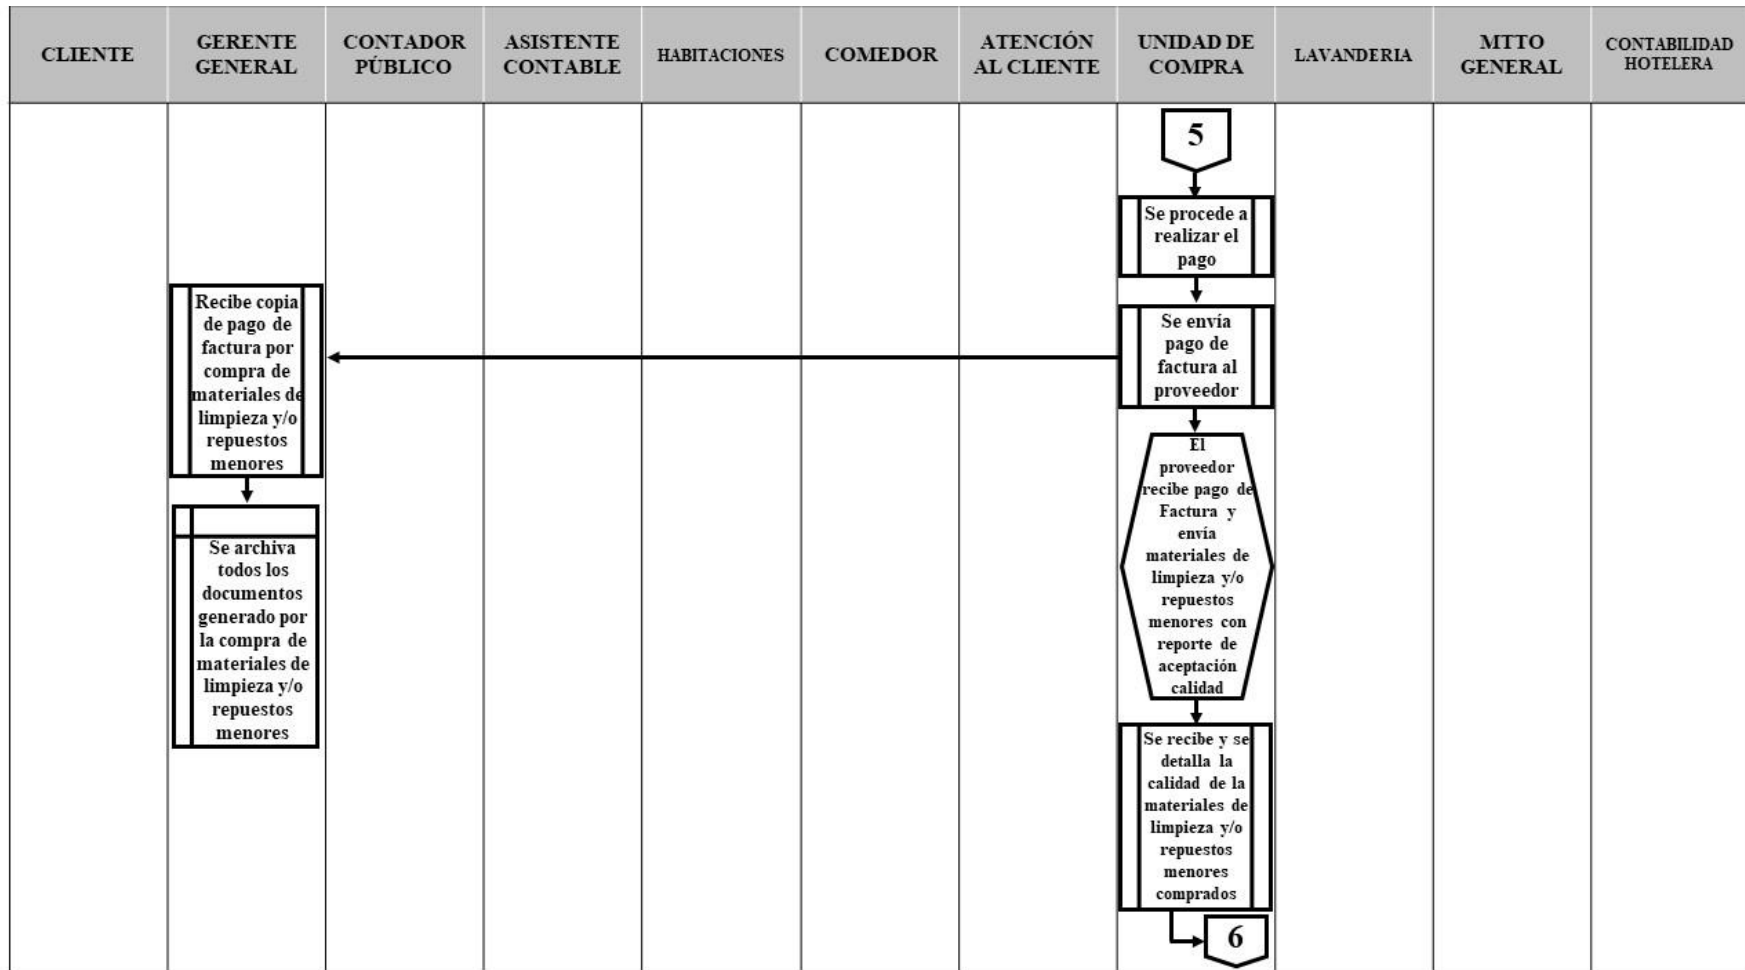 CLIENTE
GERENTE
GENERAL
CONTADOR
PÚBLICO
ASISTENTE
CONTABLE
HABITACIONES
COMEDOR
ATENCIÓN
AL CLIENTE
UNIDAD DE
COMPRA
LAVANDERIA
MTTO
GENERAL
CONTABILIDAD
HOTELERA
5
Se procede a
realizar el
pago
Se envía
pago de
factura al
proveedor
Recibe copia
de pago de
factura por
compra de
materiales de
limpieza y/o
repuestos
menores
Se archiva
todos los
documentos
generado por
la compra de
materiales de
limpieza y/o
repuestos
menores
El
proveedor
recibe pago de
Factura y
envía
materiales de
limpieza y/o
repuestos
menores con
reporte de
aceptación
calidad
Se recibe y se
detalla la
calidad de la
materiales de
limpieza y/o
repuestos
menores
comprados
6